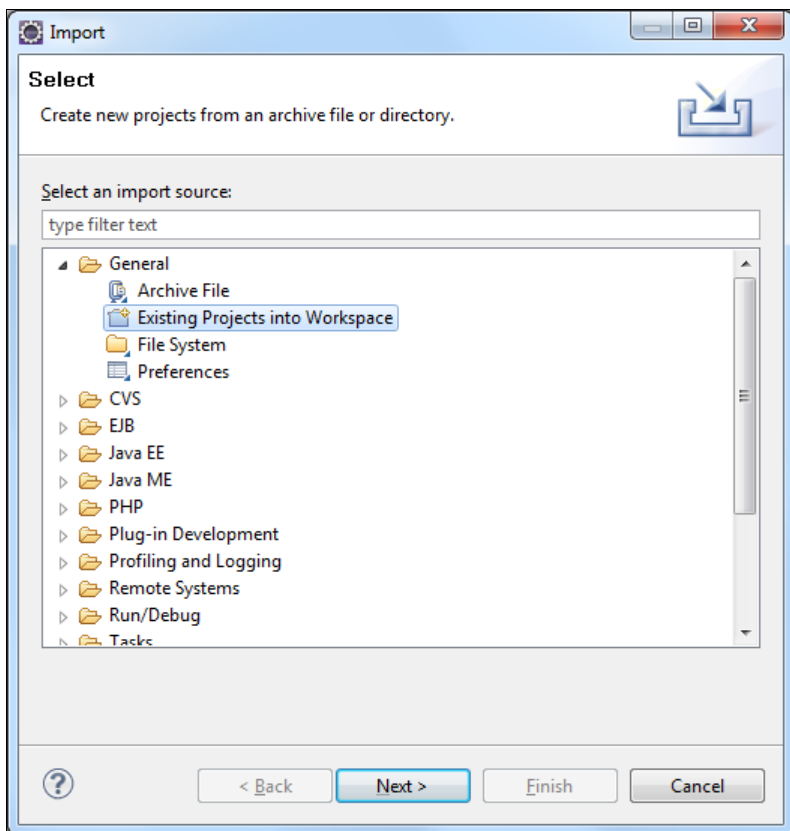 Import
Select
Create new projects from an archive file or directory.
Select an import source:
type filter text
General
Archive File
Existing Projects into Workspace
File System
Preferences
CVS
EJB
Java EE
Java ME
PHP
Plug-in Development
Profiling and Logging
Remote Systems
Run/Debug
Tasks
? < Back Next > Finish Cancel